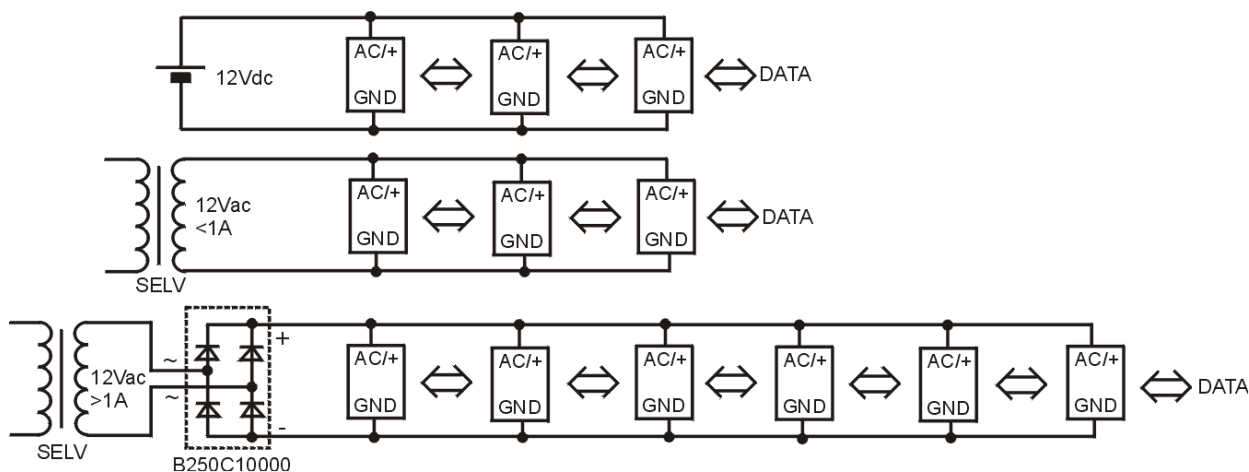 AC/+ AC/+ AC/+
12Vdc DATA
GND GND GND
AC/+ AC/+ AC/+
12Vac
<1A DATA
GND GND GND
SELV
+
~ AC/+ AC/+ AC/+ AC/+ AC/+ AC/+
12Vac
>1A DATA
~ GND GND GND GND GND GND
-
SELV
B250C10000